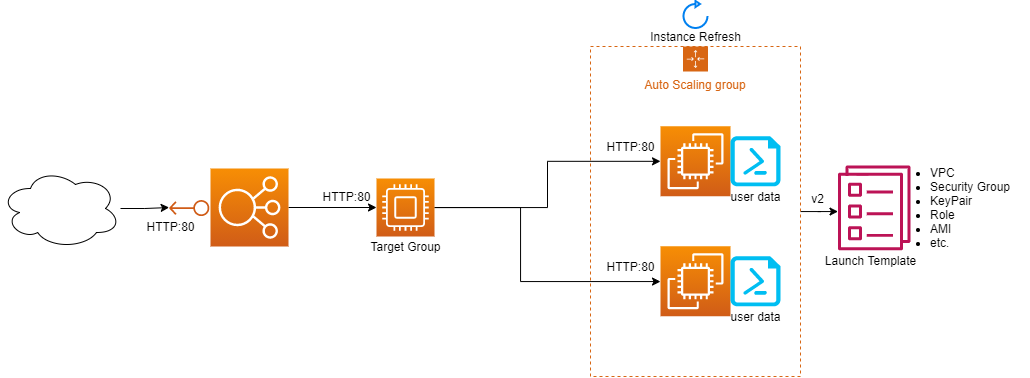 Instance Refresh
Auto Scaling group
HTTP:80
HTTP:80
Target Group
HTTP:80
user data
HTTP:80
user data
v2
Launch Template
• VPC
• Security Group
• KeyPair
• Role
• AMI
• etc.